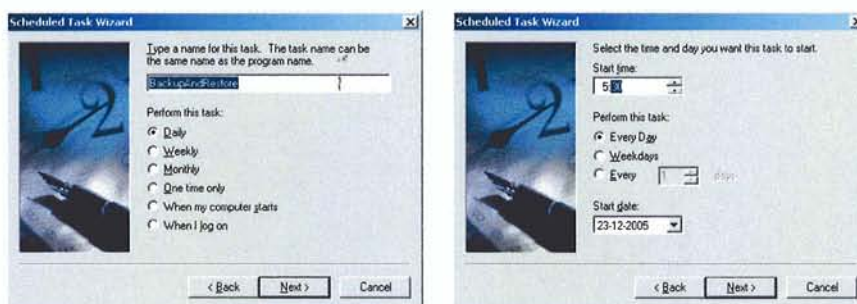 Scheduled Task Wizard
Type a name for this task. The task name can be
the same name as the program name.
BackupAndRestore
Perform this task:
Daily
Weekly
Monthly
One time only
When my computer starts
When I log on
< Back
Next >
Cancel
Scheduled Task Wizard
Select the time and day you want this task to start.
Start time:
Perform this task:
Every Day
Weekdays
Every 1 days
Start date:
23-12-2005
< Back
Next >
Cancel